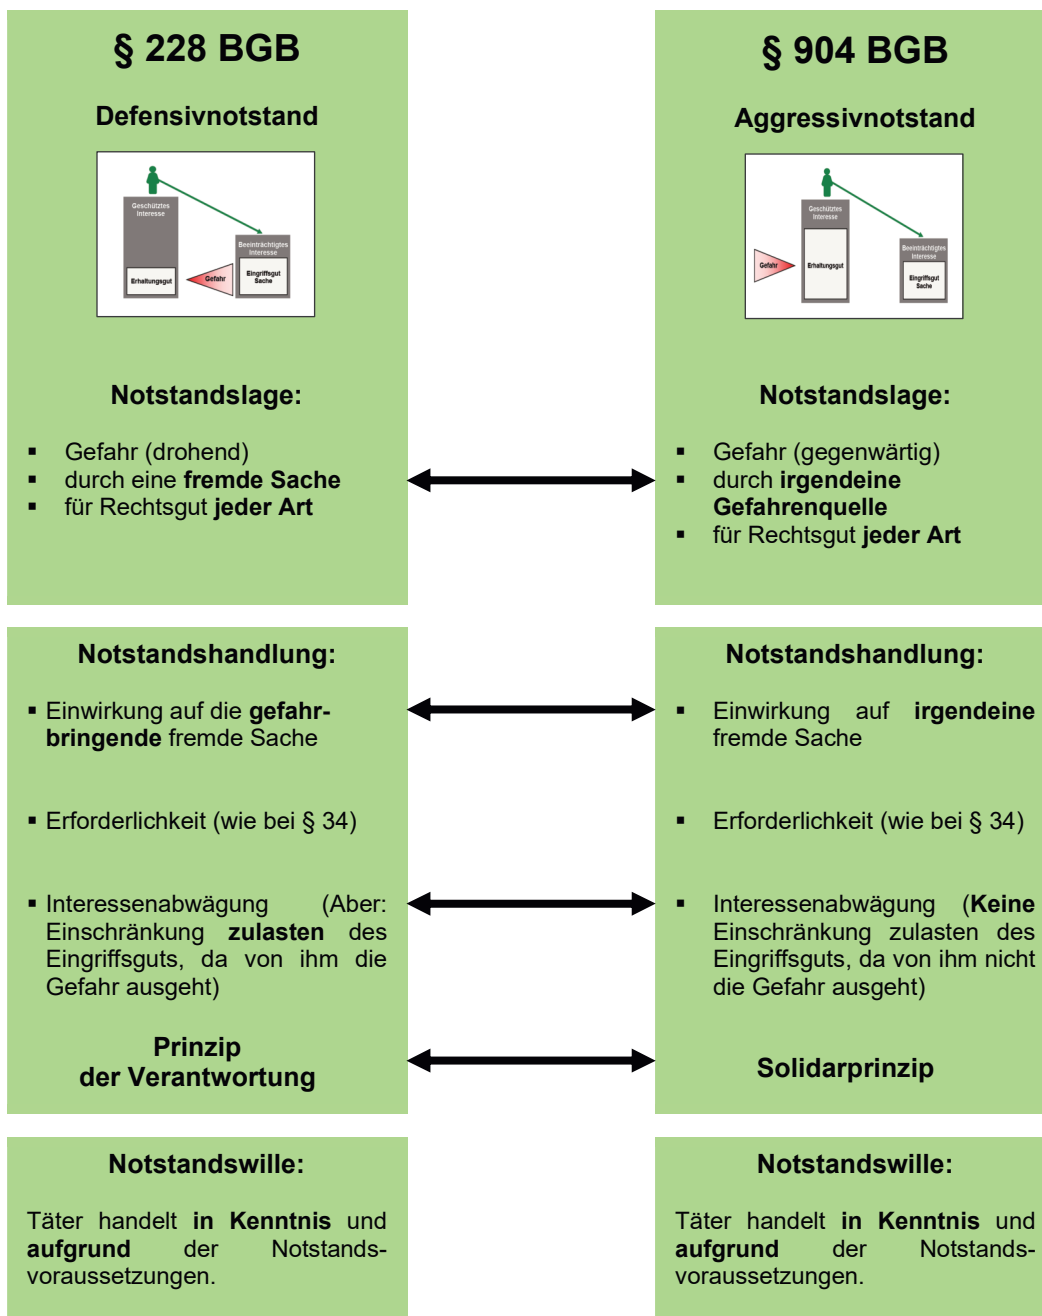 § 228 BGB
Defensivnotstand
Geschütztes
Interesse
Beeinträchtigtes
Interesse
Erhaltungsgut
Gefahr
Eingriffsgut
Sache
Notstandslage:
▪ Gefahr (drohend)
▪ durch eine fremde Sache
▪ für Rechtsgut jeder Art
Notstandshandlung:
▪ Einwirkung auf die gefahr-
bringende fremde Sache
▪ Erforderlichkeit (wie bei § 34)
▪ Interessenabwägung (Aber:
Einschränkung zulasten des
Eingriffsguts, da von ihm die
Gefahr ausgeht)
Prinzip
der Verantwortung
Notstandswille:
Täter handelt in Kenntnis und
aufgrund der Notstands-
voraussetzungen.
§ 904 BGB
Aggressivnotstand
Geschütztes
Interesse
Beeinträchtigtes
Interesse
Gefahr
Erhaltungsgut
Eingriffsgut
Sache
Notstandslage:
▪ Gefahr (gegenwärtig)
▪ durch irgendeine
Gefahrenquelle
▪ für Rechtsgut jeder Art
Notstandshandlung:
▪ Einwirkung auf irgendeine
fremde Sache
▪ Erforderlichkeit (wie bei § 34)
▪ Interessenabwägung (Keine
Einschränkung zulasten des
Eingriffsguts, da von ihm nicht
die Gefahr ausgeht)
Solidarprinzip
Notstandswille:
Täter handelt in Kenntnis und
aufgrund der Notstands-
voraussetzungen.